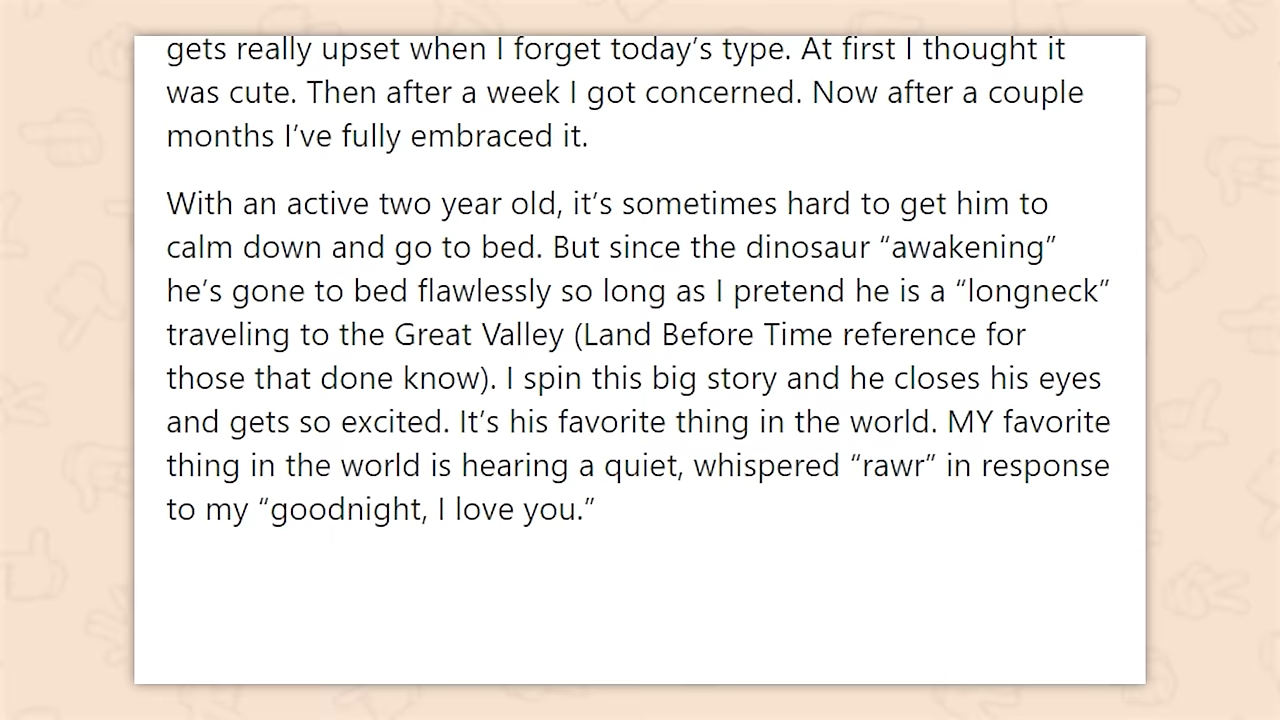 gets really upset when I forget today’s type. At first I thought it
was cute. Then after a week I got concerned. Now after a couple
months I’ve fully embraced it.
With an active two year old, it’s sometimes hard to get him to
calm down and go to bed. But since the dinosaur “awakening”
he’s gone to bed flawlessly so long as I pretend he is a “longneck”
traveling to the Great Valley (Land Before Time reference for
those that done know). I spin this big story and he closes his eyes
and gets so excited. It’s his favorite thing in the world. MY favorite
thing in the world is hearing a quiet, whispered “rawr” in response
to my “goodnight, I love you.”